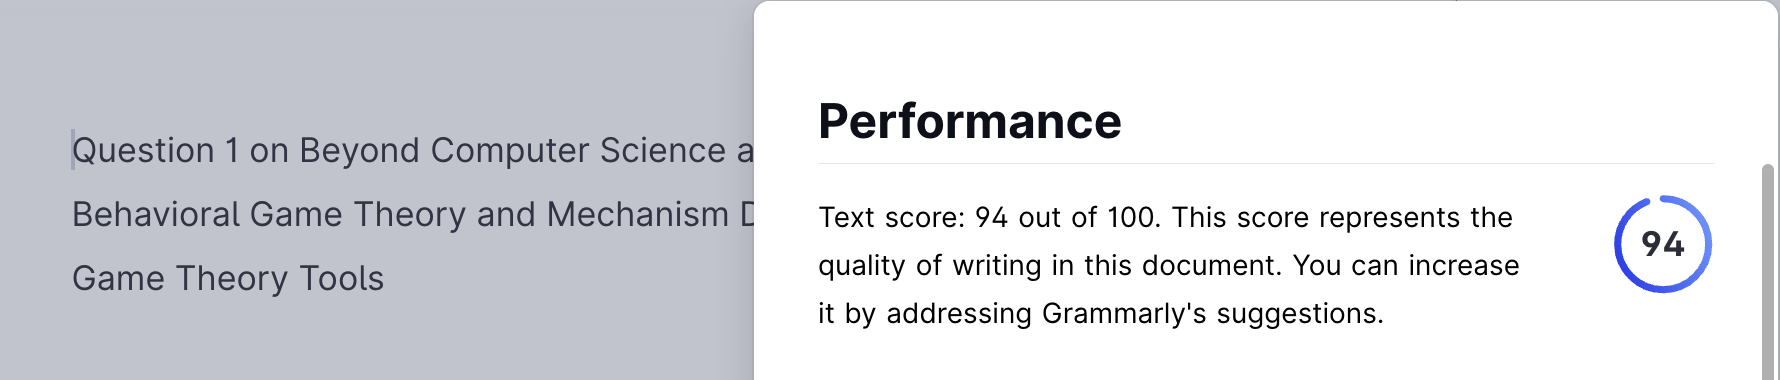 Question 1 on Beyond Computer Science a
Behavioral Game Theory and Mechanism D
Game Theory Tools
Performance
Text score: 94 out of 100. This score represents the
quality of writing in this document. You can increase
it by addressing Grammarly's suggestions.
94